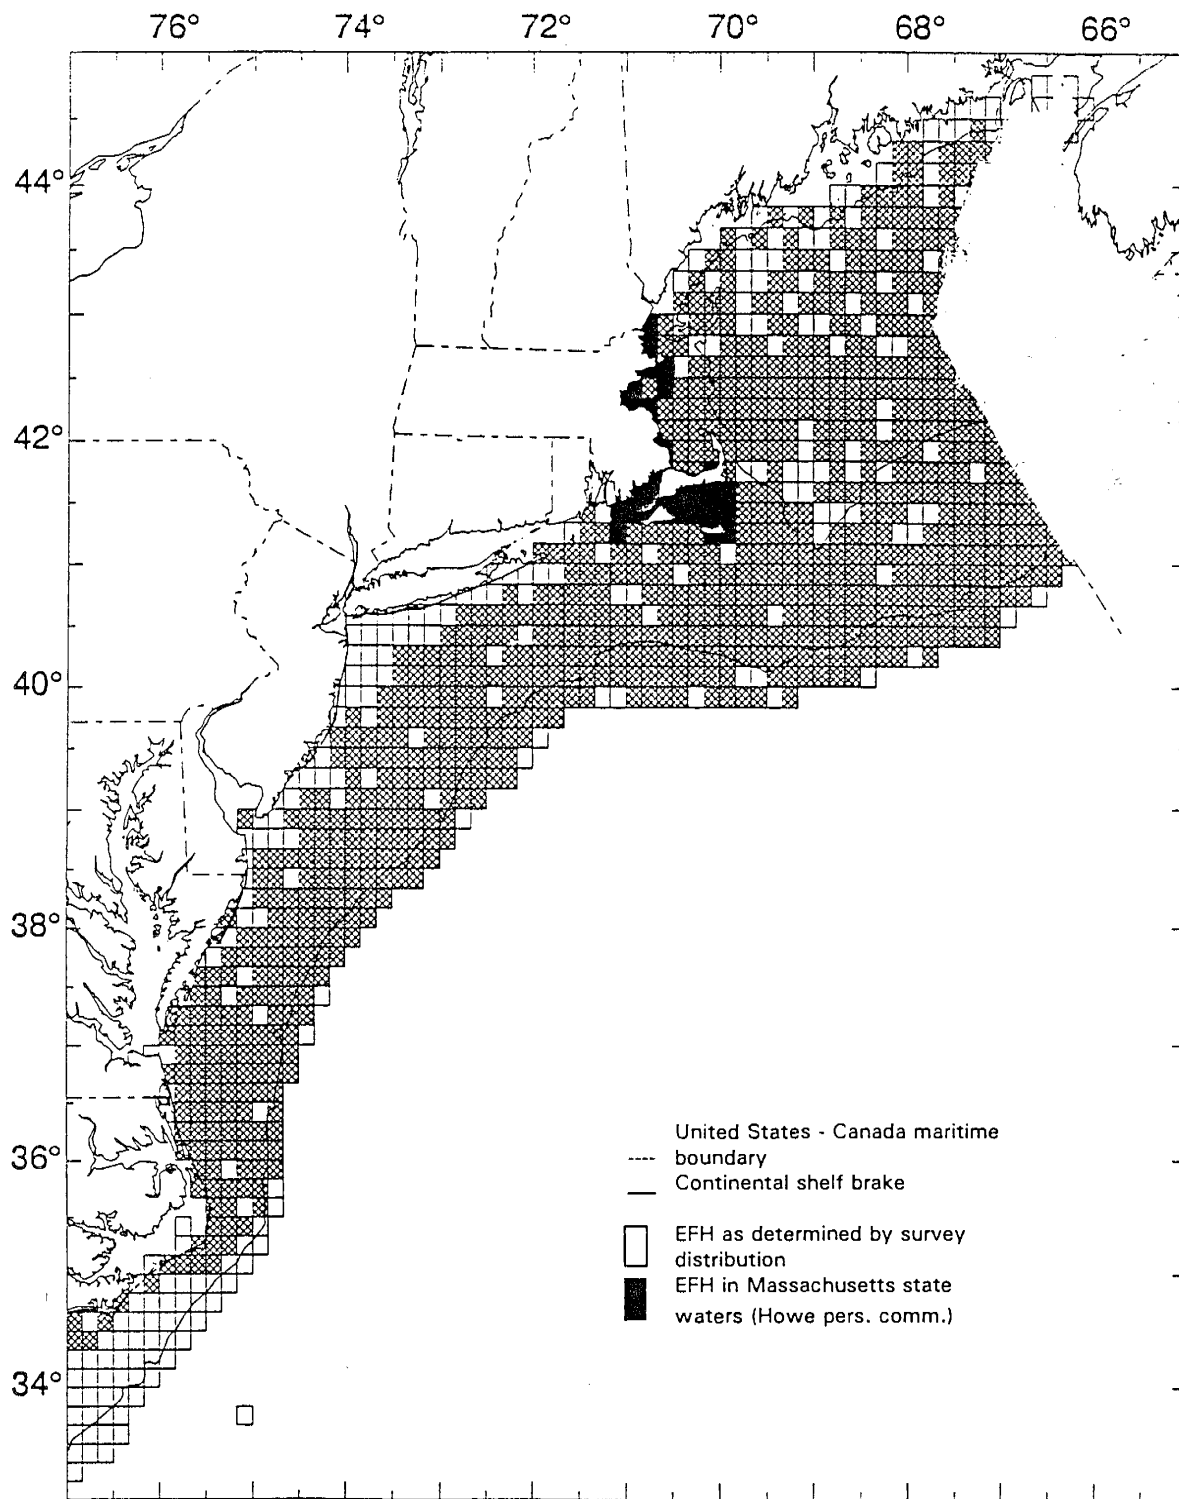 76° 74° 72° 70° 68° 66°
44°
42°
40°
38°
36°
34°
United States - Canada maritime
boundary
Continental shelf brake
EFH as determined by survey
distribution
EFH in Massachusetts state
waters (Howe pers. comm.)